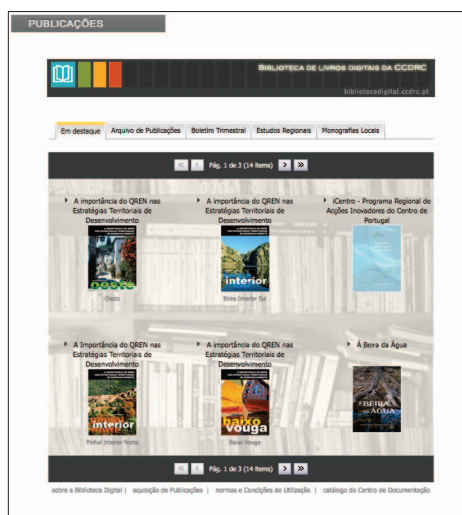 PUBLICAÇÕES
BIBLIOTECA DE LIVROS DIGITAIS DA CCDRC
bibliotecadigital.ccdrc.pt
Em destaque
Arquivo de Publicações
Boletim Trimestral
Estudos Regionais
Monografias Locais
Pág. 1 de 3 (14 Items)
A importância do QREN nas
Estratégias Territoriais de
Desenvolvimento
oeste
Oeste
A importância do QREN nas
Estratégias Territoriais de
Desenvolvimento
interior
Beira Interior Sul
iCentro - Programa Regional de
Acções Inovadores do Centro de
Portugal
A Importância do QREN nas
Estratégias Territoriais de
Desenvolvimento
interior
Pinhal Interior Norte
A importância do QREN nas
Estratégias Territoriais de
Desenvolvimento
baixo
vouga
Baixo Vouga
À Beira da Água
À BEIRA
DA ÁGUA
Pág. 1 de 3 (14 Items)
sobre a Biblioteca Digital | aquisição de Publicações | normas e Condições de Utilização | catálogo do Centro de Documentação